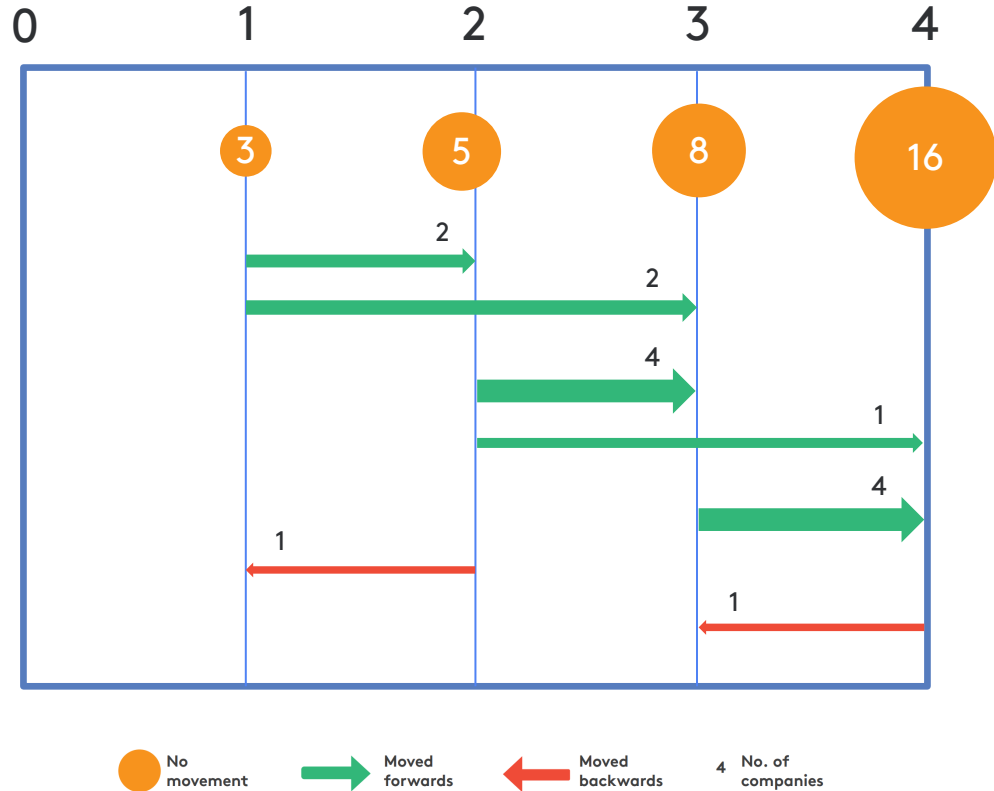 0 1 2 3 4
3 5 8 16
2
2
4
1
4
1
1
No
movement
Moved
forwards
Moved
backwards
4
No. of
companies